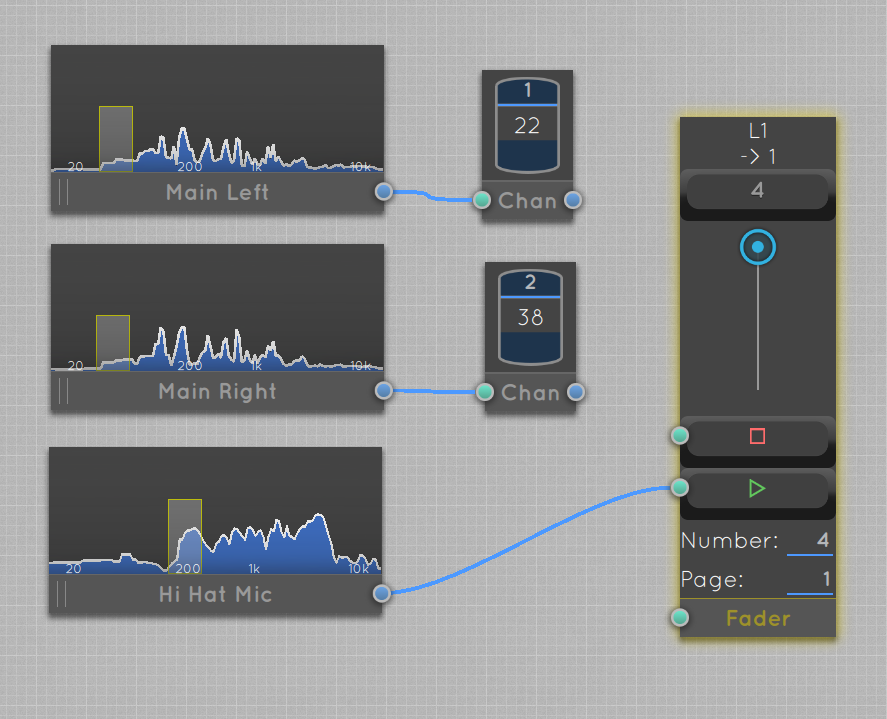 20 200 1k 10k
Main Left
1
22
Chan
L1
-> 1
4
20 200 1k 10k
Main Right
2
38
Chan
20 200 1k 10k
Hi Hat Mic
Number: 4
Page: 1
Fader